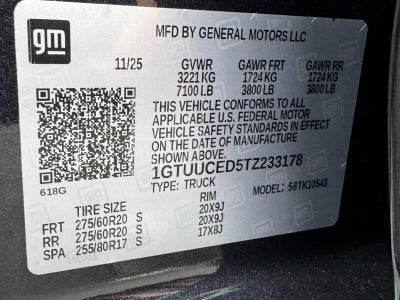 gm
MFD BY GENERAL MOTORS LLC
11/25 GVWR GAWR FRT GAWR RR
3221 KG 1724 KG 1724 KG
7100 LB 3800 LB 3800 LB
THIS VEHICLE CONFORMS TO ALL
APPLICABLE U.S. FEDERAL MOTOR
VEHICLE SAFETY STANDARDS IN EFFECT
ON THE DATE OF MANUFACTURE
SHOWN ABOVE.
618G
1GTUUCED5TZ233178
TYPE: TRUCK MODEL: 58TK10543
TIRE SIZE RIM
FRT 275/60R20 S 20X9J
RR 275/60R20 S 20X9J
SPA 255/80R17 S 17X8J